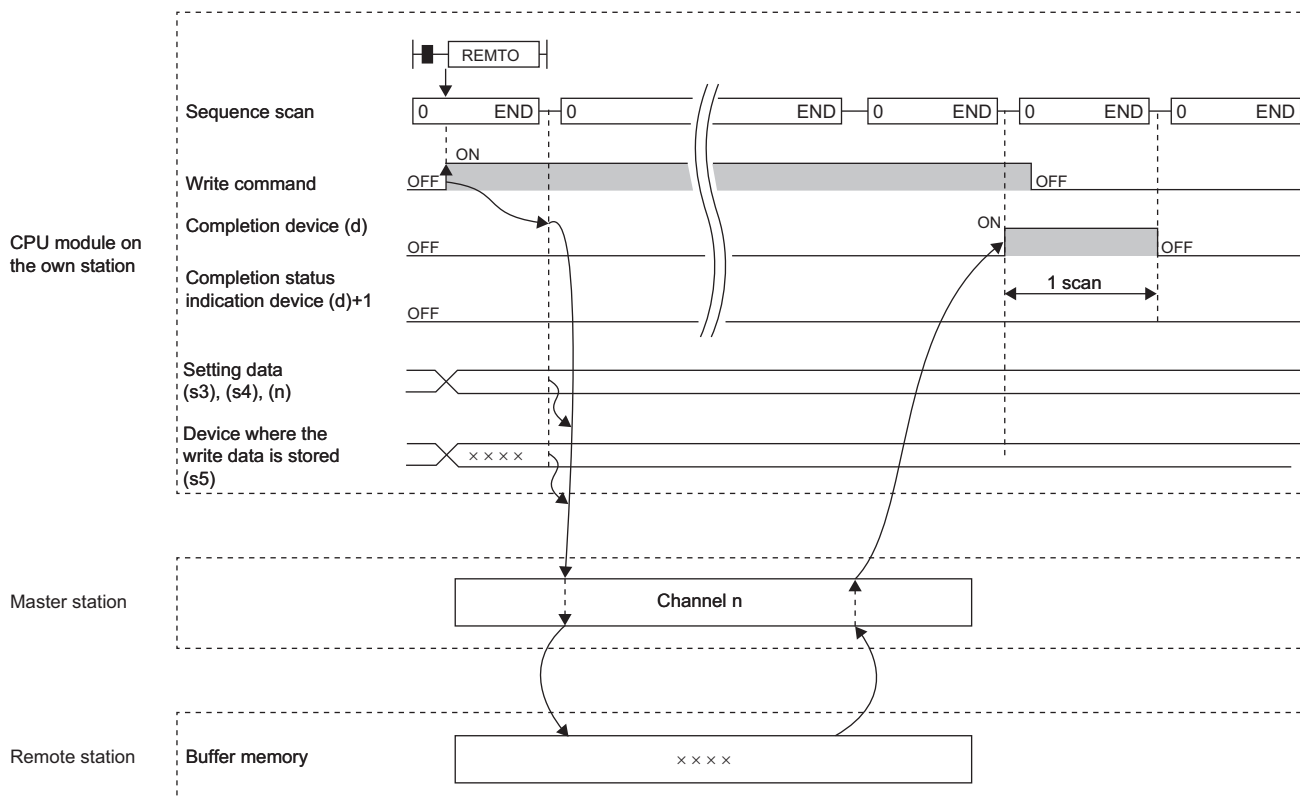 REMTO
Sequence scan
0 END 0 END 0 END 0 END 0 END
ON
Write command
OFF OFF
Completion device (d)
ON
OFF OFF
CPU module on
the own station
Completion status
indication device (d)+1
1 scan
OFF
Setting data
(s3), (s4), (n)
Device where the
write data is stored
(s5)
××××
Master station
Channel n
Remote station
Buffer memory
××××